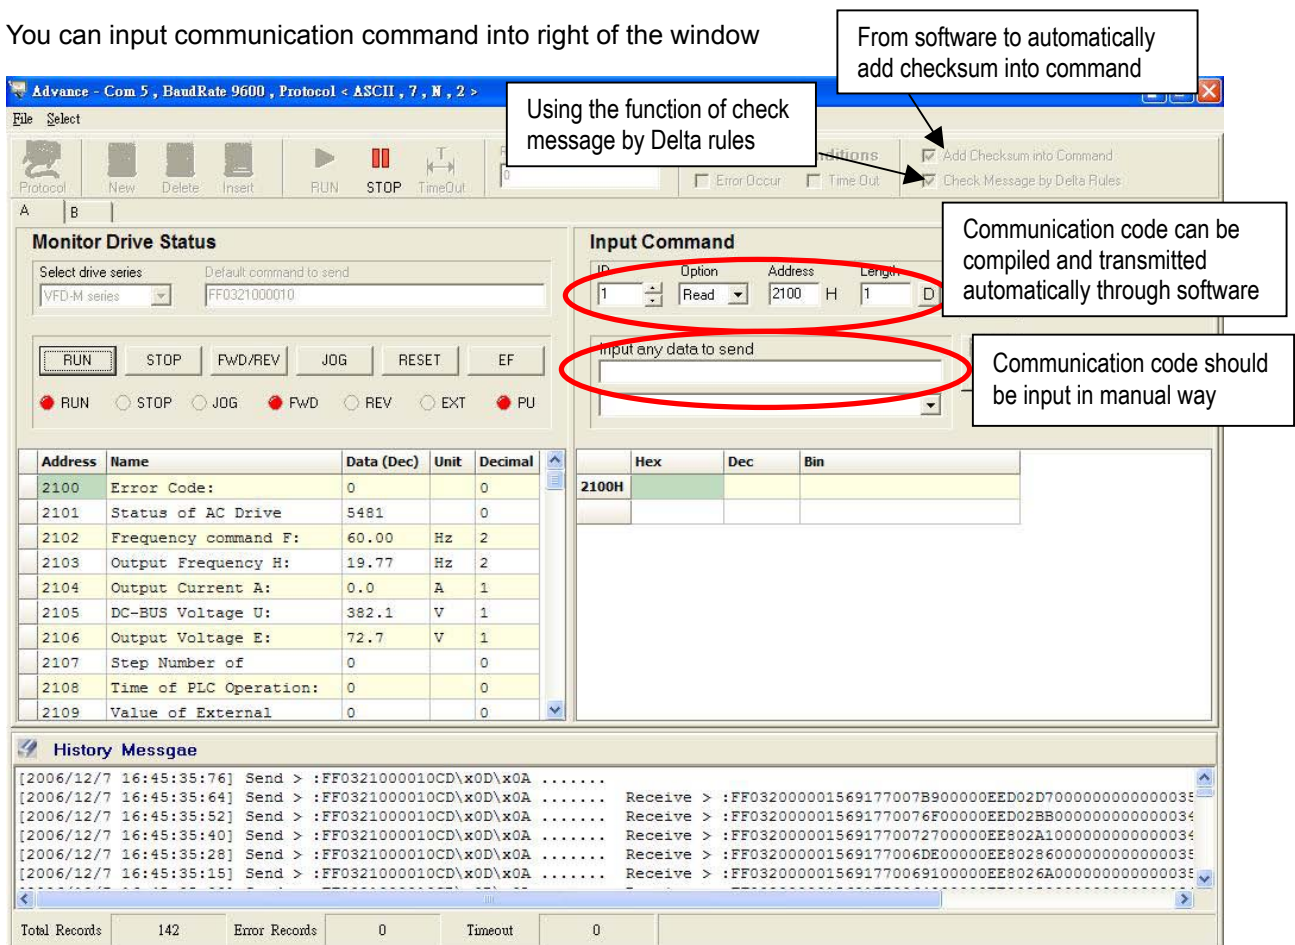 You can input communication command into right of the window
From software to automatically
add checksum into command
Advance - Com 5 , BaudRate 9600 , Protocol < ASCII , 7 , N , 2 >
Using the function of check
message by Delta rules
File Select
Protocol New Delete Insert RUN STOP TimeOut
0
Error Occur Time Out
Add Checksum into Command
Check Message by Delta Rules
A B
Monitor Drive Status
Select drive series Default command to send
VFD-M series FF0321000010
RUN STOP FWD/REV JOG RESET EF
RUN STOP JOG FWD REV EXT PU
Input Command
ID Option Address Length
1 Read 2100 H 1 D
Communication code can be
compiled and transmitted
automatically through software
Input any data to send
Communication code should
be input in manual way
Address Name Data (Dec) Unit Decimal
2100 Error Code: 0 0
2101 Status of AC Drive 5481 0
2102 Frequency command F: 60.00 Hz 2
2103 Output Frequency H: 19.77 Hz 2
2104 Output Current A: 0.0 A 1
2105 DC-BUS Voltage U: 382.1 V 1
2106 Output Voltage E: 72.7 V 1
2107 Step Number of 0 0
2108 Time of PLC Operation: 0 0
2109 Value of External 0 0
Hex Dec Bin
2100H
History Messgae
[2006/12/7 16:45:35:76] Send > :FF0321000010CD\x0D\x0A .......
[2006/12/7 16:45:35:64] Send > :FF0321000010CD\x0D\x0A ....... Receive > :FF032000001569177007B900000EED02D7000000000000035
[2006/12/7 16:45:35:52] Send > :FF0321000010CD\x0D\x0A ....... Receive > :FF0320000015691770076F00000EED02BB000000000000034
[2006/12/7 16:45:35:40] Send > :FF0321000010CD\x0D\x0A ....... Receive > :FF0320000015691770072700000EE802A1000000000000034
[2006/12/7 16:45:35:28] Send > :FF0321000010CD\x0D\x0A ....... Receive > :FF032000001569177006DE00000EE80286000000000000035
[2006/12/7 16:45:35:15] Send > :FF0321000010CD\x0D\x0A ....... Receive > :FF0320000015691770069100000EE8026A000000000000035
Total Records 142 Error Records 0 Timeout 0